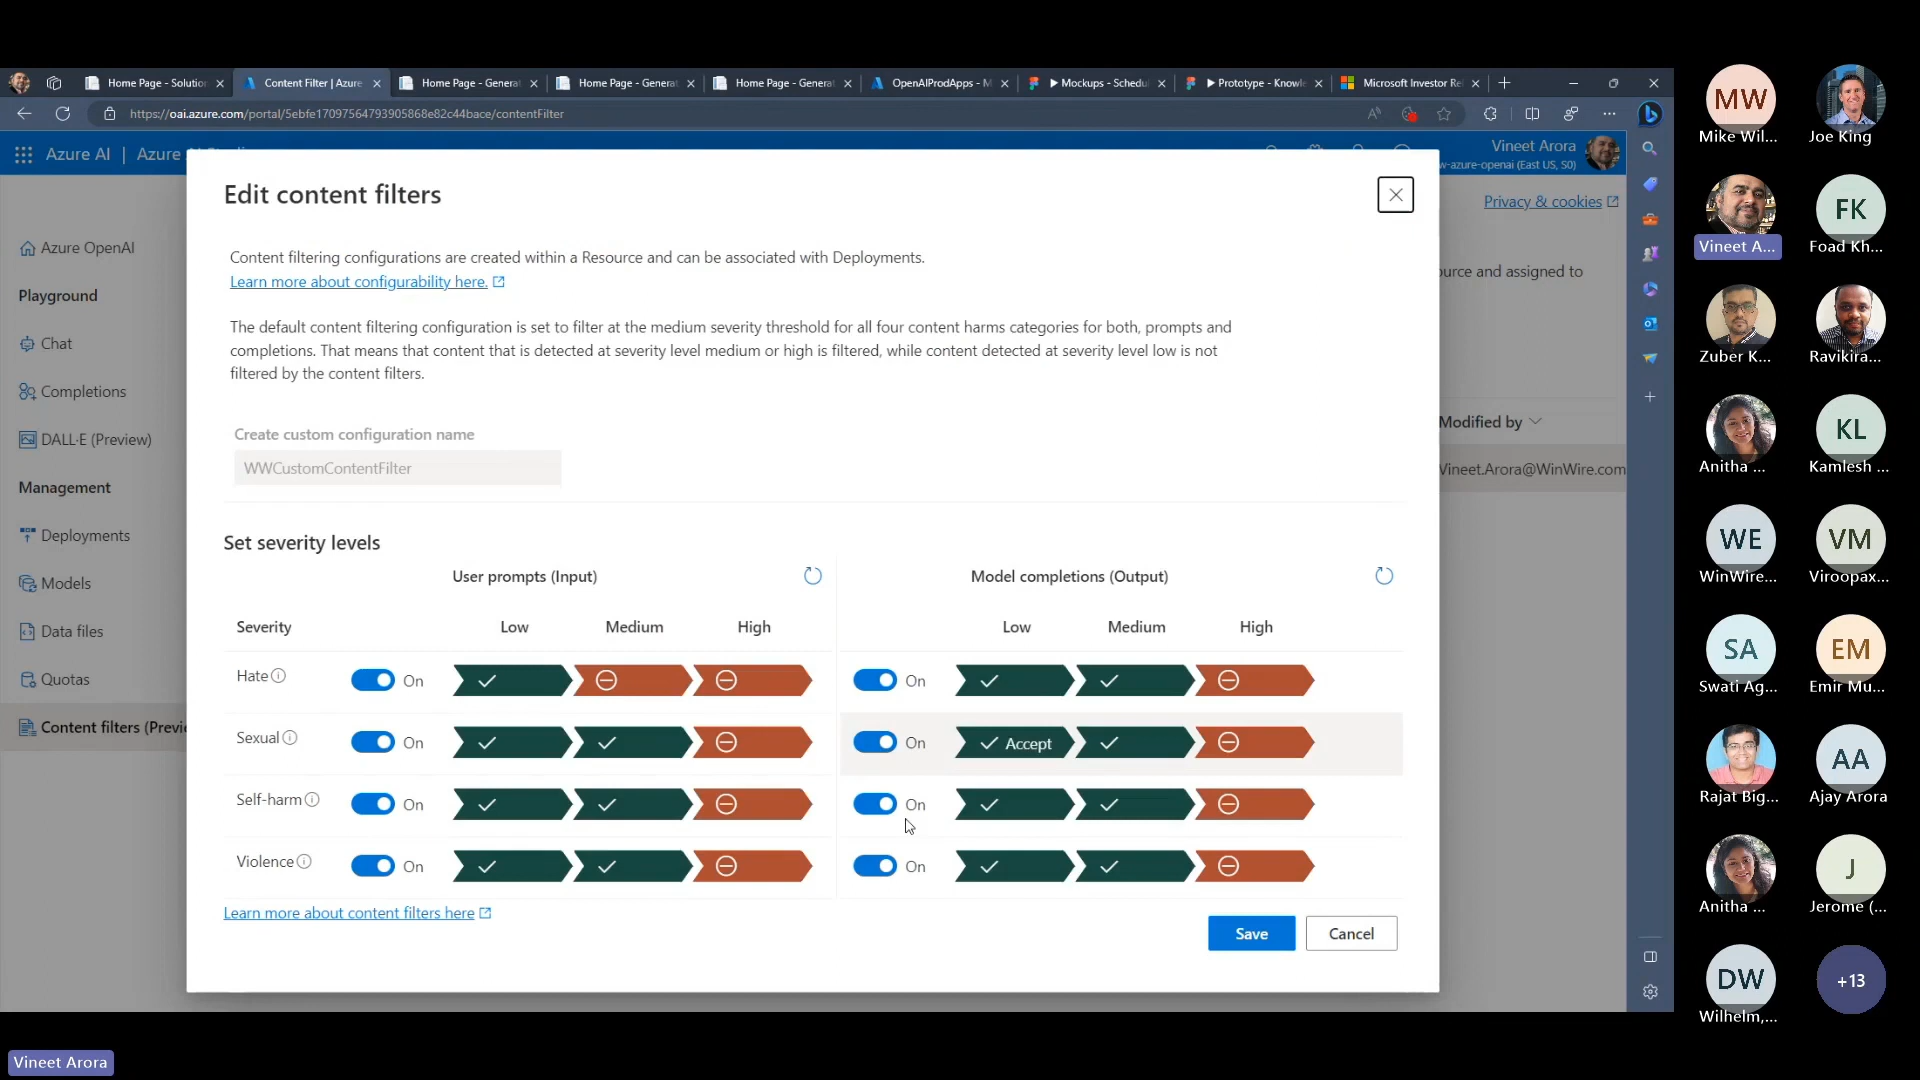 Home Page - Solution
Content Filter | Azure
Home Page - Generat
Home Page - Generat
Home Page - Generat
OpenAIProdApps - M
▶ Mockups - Schedul
▶ Prototype - Knowle
Microsoft Investor Re
https://oai.azure.com/portal/5ebfe17097564793905868e82c44bace/contentFilter
Azure AI | Azure
Vineet Arora
w-azure-openai (East US, S0)
Privacy & cookies
Azure OpenAI
Playground
Chat
Completions
DALL·E (Preview)
Management
Deployments
Models
Data files
Quotas
Content filters (Previe
ource and assigned to
Modified by
Vineet.Arora@WinWire.com
Edit content filters
Content filtering configurations are created within a Resource and can be associated with Deployments.
Learn more about configurability here.
The default content filtering configuration is set to filter at the medium severity threshold for all four content harms categories for both, prompts and
completions. That means that content that is detected at severity level medium or high is filtered, while content detected at severity level low is not
filtered by the content filters.
Create custom configuration name
WWCustomContentFilter
Set severity levels
User prompts (Input)
Model completions (Output)
Severity Low Medium High Low Medium High
Hate On On
Sexual On On Accept
Self-harm On On
Violence On On
Learn more about content filters here
Save
Cancel
MW
Mike Wil...
Joe King
Vineet A...
FK
Foad Kh...
Zuber K...
Ravikira...
Anitha ...
KL
Kamlesh ...
WE
WinWire...
VM
Viroopax...
SA
Swati Ag...
EM
Emir Mu...
Rajat Big...
AA
Ajay Arora
Anitha ...
J
Jerome (...
DW
Wilhelm,...
+13
Vineet Arora